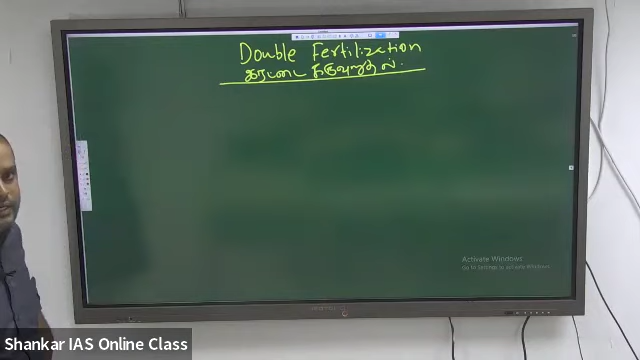 Double Fertilization
இரட்டை கருவுறுதல்.
Activate Windows
Go to Settings to activate Windows.
Shankar IAS Online Class